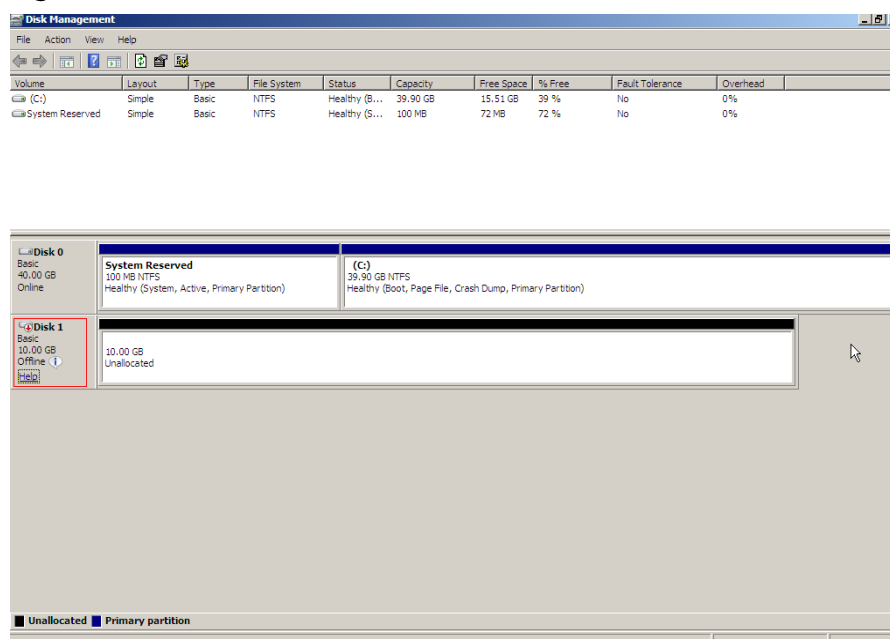 Disk Management
File Action View Help
Volume Layout Type File System Status Capacity Free Space % Free Fault Tolerance Overhead
(C:) Simple Basic NTFS Healthy (B... 39.90 GB 15.51 GB 39 % No 0%
System Reserved Simple Basic NTFS Healthy (S... 100 MB 72 MB 72 % No 0%
Disk 0
Basic
40.00 GB
Online
System Reserved
100 MB NTFS
Healthy (System, Active, Primary Partition)
(C:)
39.90 GB NTFS
Healthy (Boot, Page File, Crash Dump, Primary Partition)
Disk 1
Basic
10.00 GB
Offline
Help
10.00 GB
Unallocated
Unallocated Primary partition